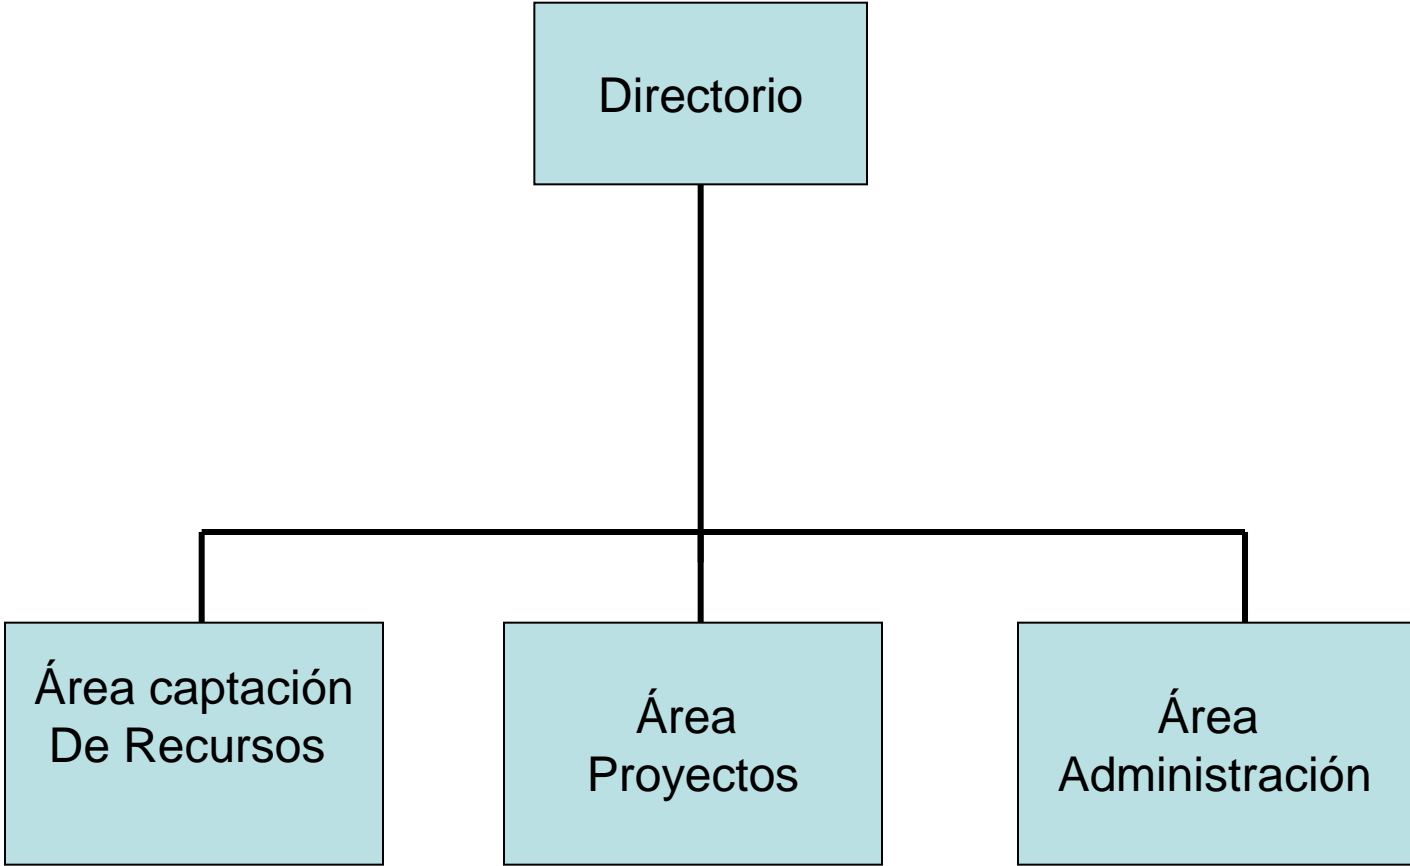 Directorio
Área captación
De Recursos
Área
Proyectos
Área
Administración